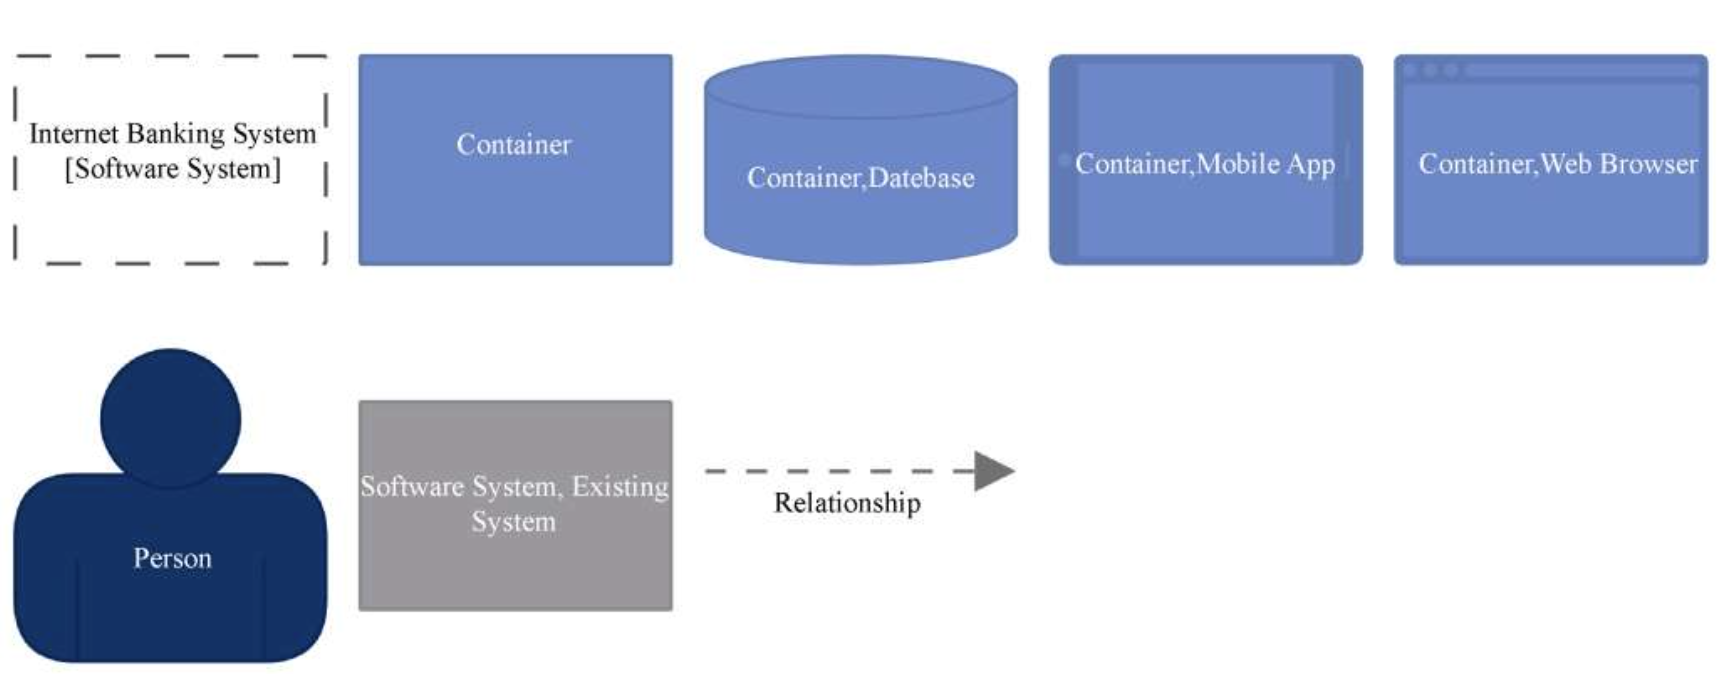 Internet Banking System
[Software System]
Container
Container,Datebase
Container,Mobile App
Container,Web Browser
Person
Software System, Existing
System
Relationship